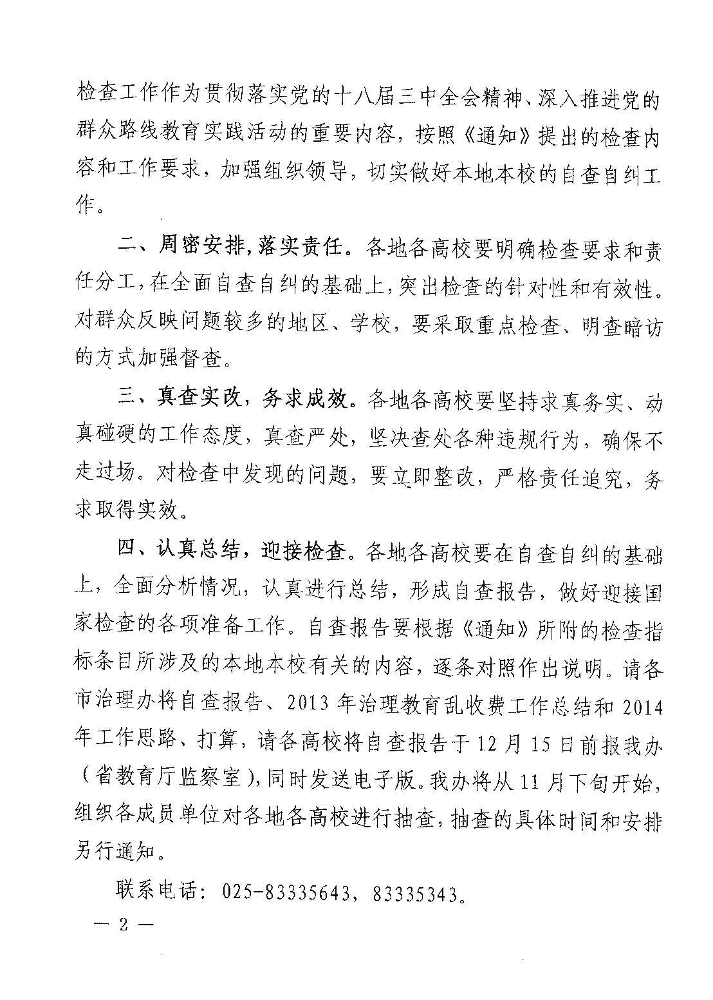 检查工作作为贯彻落实党的十八届三中全会精神、深入推进党的
群众路线教育实践活动的重要内容，按照《通知》提出的检查内
容和工作要求，加强组织领导，切实做好本地本校的自查自纠工
作。
二、周密安排,落实责任。各地各高校要明确检查要求和责
任分工,在全面自查自纠的基础上,突出检查的针对性和有效性。
对群众反映问题较多的地区、学校，要采取重点检查、明查暗访
的方式加强督查。
三、真查实改，务求成效。各地各高校要坚持求真务实、动
真碰硬的工作态度，真查严处，坚决查处各种违规行为，确保不
走过场。对检查中发现的问题，要立即整改，严格责任追究，务
求取得实效。
四、认真总结，迎接检查。各地各高校要在自查自纠的基础
上，全面分析情况，认真进行总结，形成自查报告，做好迎接国
家检查的各项准备工作。自查报告要根据《通知》所附的检查指
标条目所涉及的本地本校有关的内容，逐条对照作出说明。请各
市治理办将自查报告、2013 年治理教育乱收费工作总结和 2014
年工作思路、打算，请各高校将自查报告于 12 月 15 日前报我办
（省教育厅监察室),同时发送电子版。我办将从 11 月下旬开始，
组织各成员单位对各地各高校进行抽查,抽查的具体时间和安排
另行通知。
联系电话：025-83335643，83335343。
— 2 —